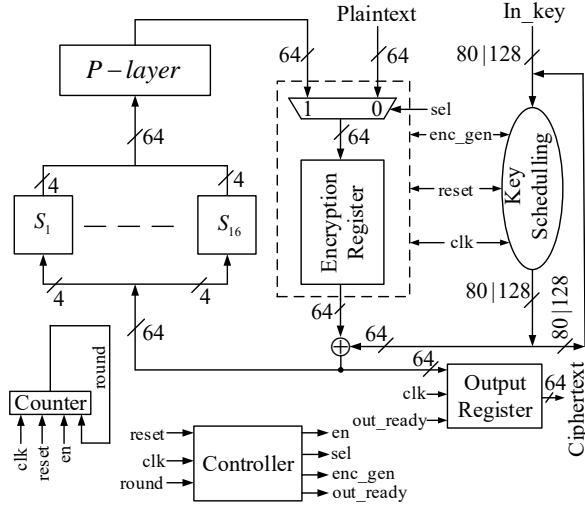 Plaintext
In_key
64
64
80|128
P-layer
1
0
sel
64
64
enc_gen
4
4
S1
S16
Encryption
Register
reset
Key
Scheduling
clk
4
4
64
80|128
80|128
64
64
64
round
Counter
clk
reset
en
clk
out_ready
Output
Register
64
Ciphertext
reset
clk
round
Controller
en
sel
enc_gen
out_ready